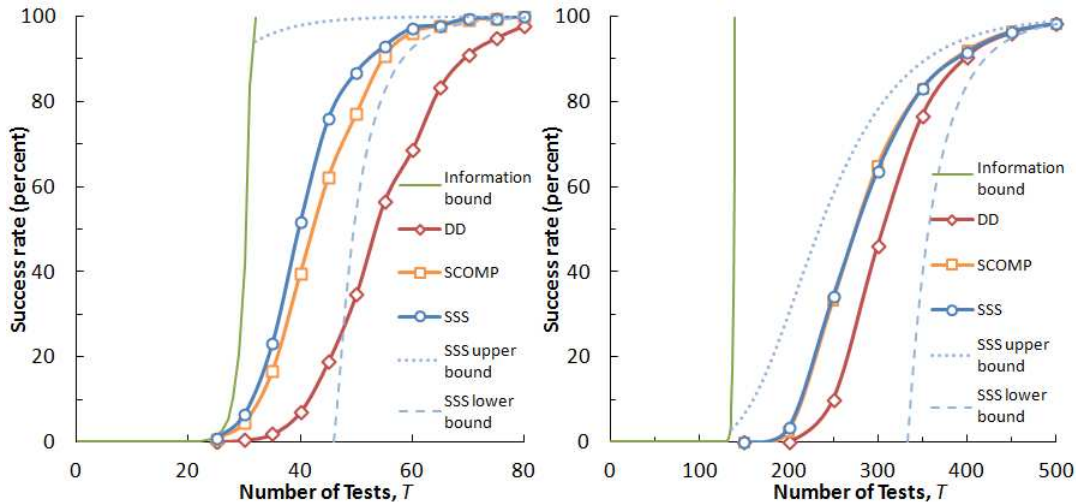 100
80
60
40
20
0
Success rate (percent)
0
20
40
60
80
Number of Tests, T
Information
bound
DD
SCOMP
SSS
SSS upper
bound
SSS lower
bound
100
80
60
40
20
0
Success rate (percent)
0
100
200
300
400
500
Number of Tests, T
Information
bound
DD
SCOMP
SSS
SSS upper
bound
SSS lower
bound